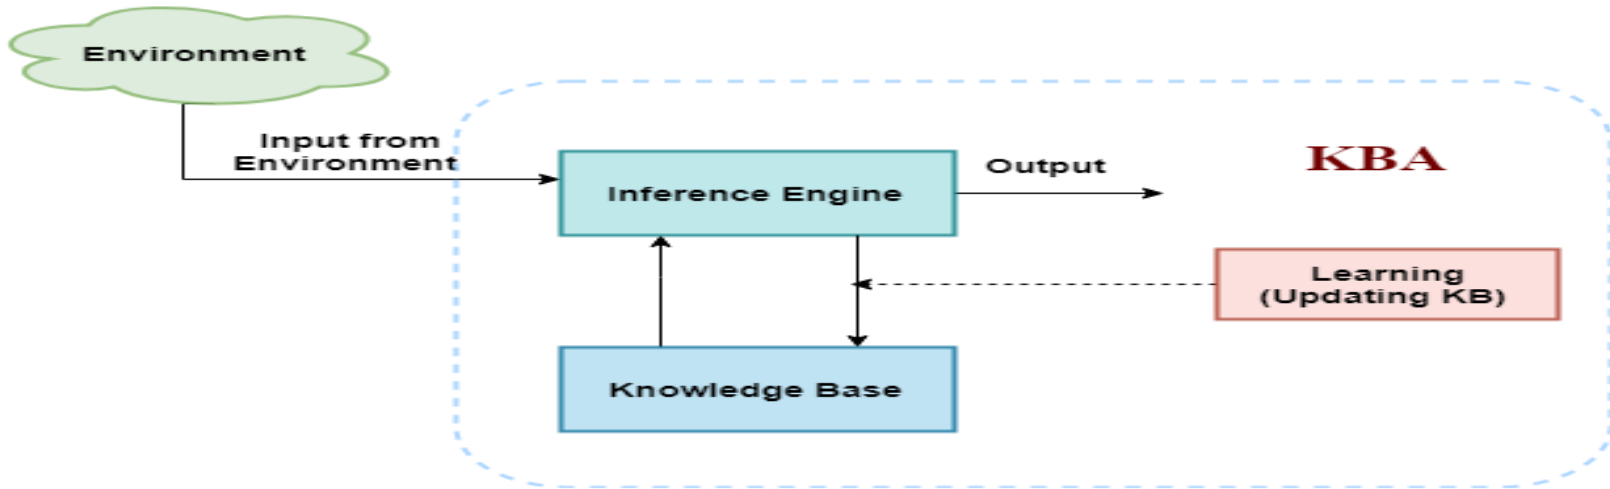 Environment
Input from
Environment
Inference Engine
Output
KBA
Learning
(Updating KB)
Knowledge Base